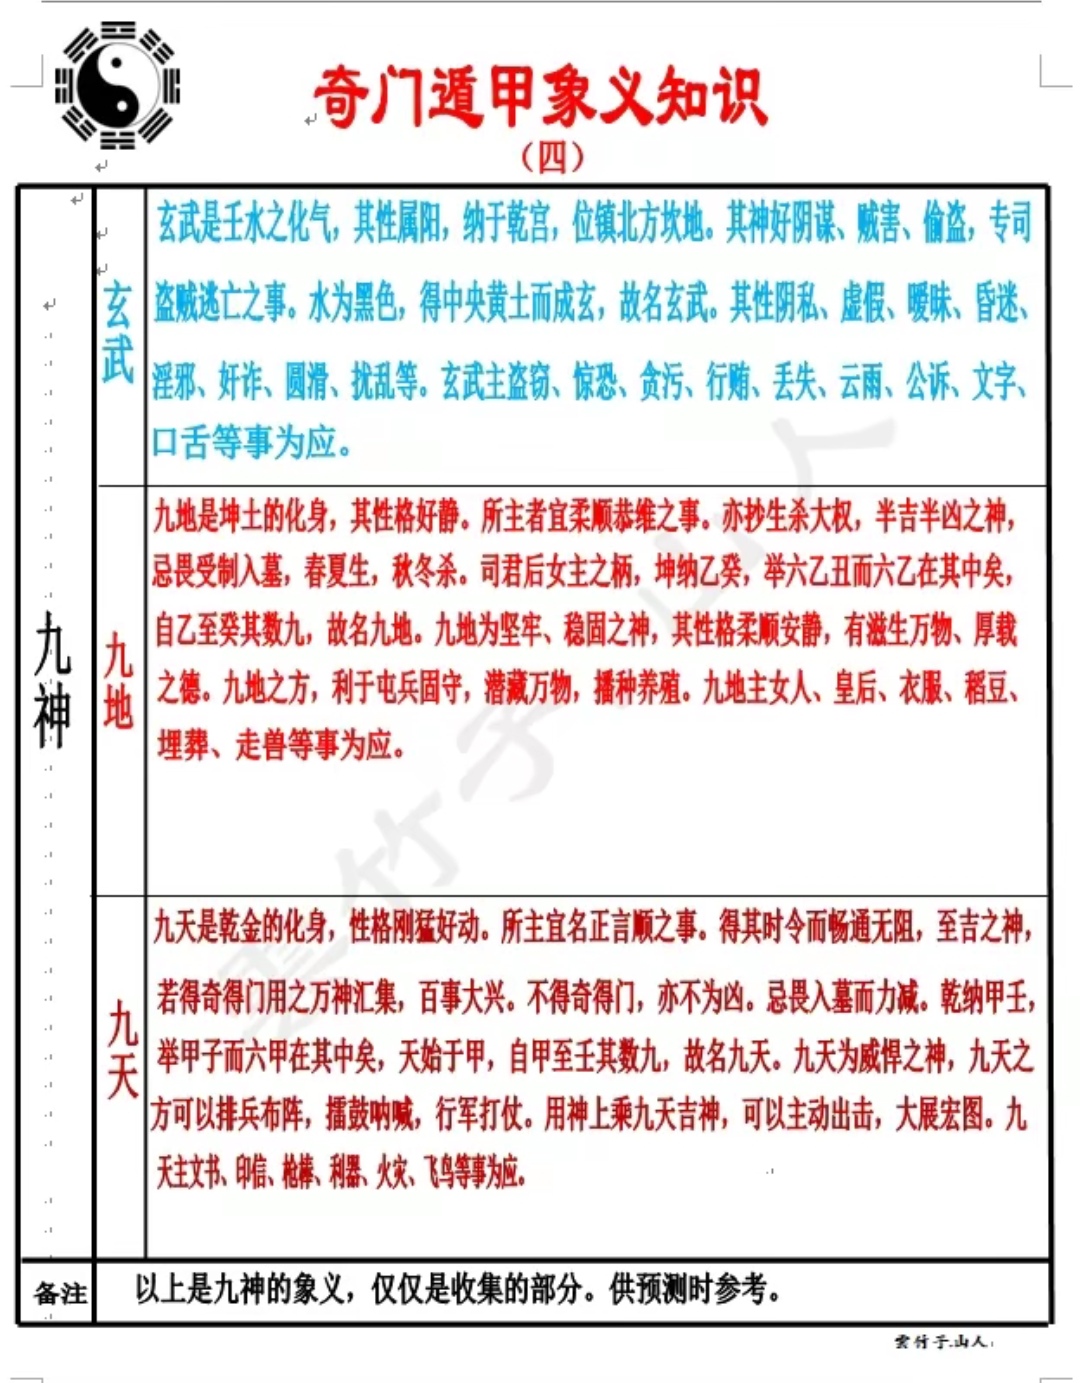 奇门遁甲象义知识
（四）
九神
玄武
玄武是壬水之化气，其性属阳，纳于乾宫，位镇北方坎地。其神好阴谋、贼害、偷盗，专司
盗贼逃亡之事。水为黑色，得中央黄土而成玄，故名玄武。其性阴私、虚假、暧昧、昏迷、
淫邪、奸诈、圆滑、扰乱等。玄武主盗窃、惊恐、贪污、行贿、丢失、云雨、公诉、文字、
口舌等事为应。
九地
九地是坤土的化身，其性格好静。所主者宜柔顺恭维之事。亦抄生杀大权，半吉半凶之神，
忌畏受制入墓，春夏生，秋冬杀。司君后女主之柄，坤纳乙癸，举六乙丑而六乙在其中矣，
自乙至癸其数九，故名九地。九地为坚牢、稳固之神，其性格柔顺安静，有滋生万物、厚载
之德。九地之方，利于屯兵固守，潜藏万物，播种养殖。九地主女人、皇后、衣服、稻豆、
埋葬、走兽等事为应。
九天
九天是乾金的化身，性格刚猛好动。所主宜名正言顺之事。得其时令而畅通无阻，至吉之神，
若得奇得门用之万神汇集，百事大兴。不得奇得门，亦不为凶。忌畏入墓而力减。乾纳甲壬，
举甲子而六甲在其中矣，天始于甲，自甲至壬其数九，故名九天。九天为威悍之神，九天之
方可以排兵布阵，擂鼓呐喊，行军打仗。用神上乘九天吉神，可以主动出击，大展宏图。九
天主文书、印信、枪棒、利器、火灾、飞鸟等事为应。
备注
以上是九神的象义，仅仅是收集的部分。供预测时参考。
雲竹子山人
雲竹子山人